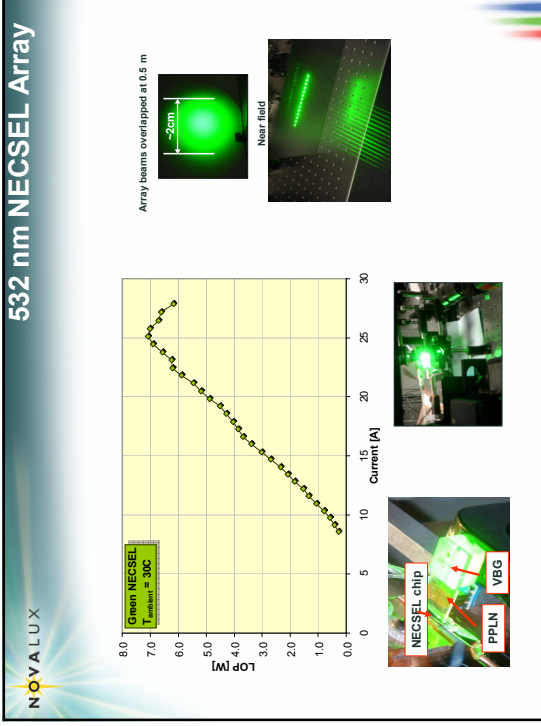 NOVALUX
532 nm NECSEL Array
Green NECSEL
T ambient = 30C
LOP [W]
8.0
7.0
6.0
5.0
4.0
3.0
2.0
1.0
0.0
0
5
10
15
20
25
30
Current [A]
Array beams overlapped at 0.5 m
~2cm
Near field
NECSEL chip
PPLN
VBG